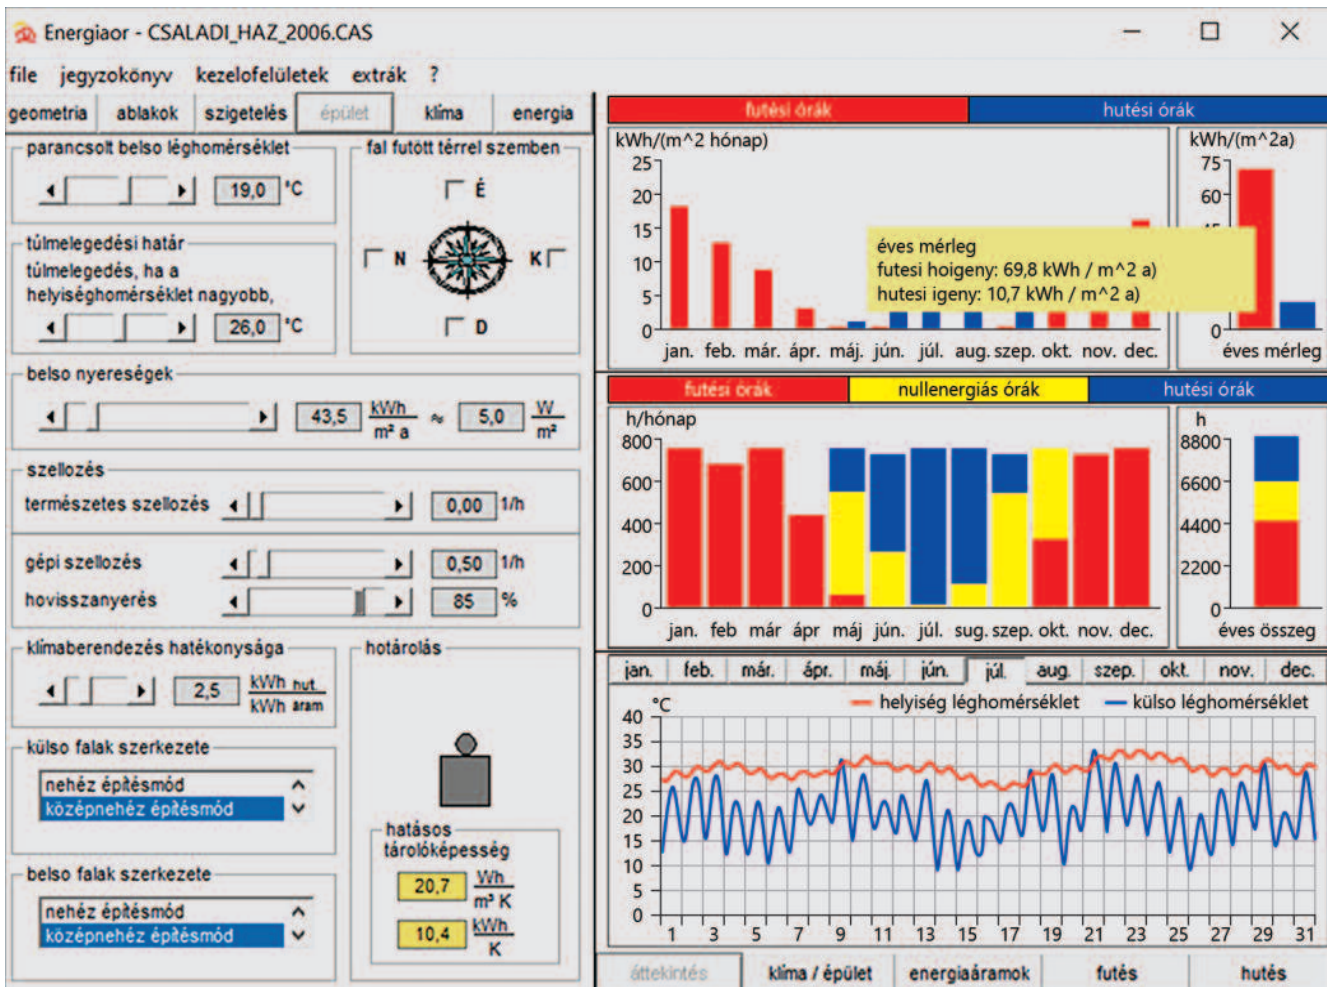 Energiaor - CSALADI_HAZ_2006.CAS
file jegyzokönyv kezelofelületek extrák ?
geometria ablakok szigetelés épület klíma energia
parancsolt belso léghomérséklet
19,0 °C
fal futött térrel szemben
É
N K
D
túlmelegedési határ
túlmelegedés, ha a
helyiséghomérséklet nagyobb,
26,0 °C
belso nyereségek
43,5 kWh/m² a ≈ 5,0 W/m²
szellozés
természetes szellozés 0,00 1/h
gépi szellozés 0,50 1/h
hovisszanyerés 85 %
klímaberendezés hatékonysága
2,5 kWh hut. / kWh áram
hotárolás
külso falak szerkezete
nehéz építésmód
középnehéz építésmód
hatásos
tárolóképesség
20,7 Wh/m³ K
10,4 kWh/K
belso falak szerkezete
nehéz építésmód
középnehéz építésmód
futési órák hutési órák
kWh/(m^2 hónap)
25
20
15
10
5
0
jan. feb. már. ápr. máj. jún. júl. aug. szep. okt. nov. dec.
éves mérleg
futesi hoigeny: 69,8 kWh / m^2 a)
hutesi igeny: 10,7 kWh / m^2 a)
kWh/(m^2a)
75
60
45
0
éves mérleg
futési órák nullenergiás órák hutési órák
h/hónap
800
600
400
200
0
jan. feb már ápr máj jún. júl. sug. szep. okt. nov. dec.
h
8800
6600
4400
2200
0
éves összeg
jan. feb. már. ápr. máj. jún. júl. aug. szep. okt. nov. dec.
°C
helyiség léghomérséklet külso léghomérséklet
40
35
30
25
20
15
10
5
0
1 3 5 7 9 11 13 15 17 19 21 23 25 27 29 31
áttekintés klíma / épület energiaáramok futés hutés